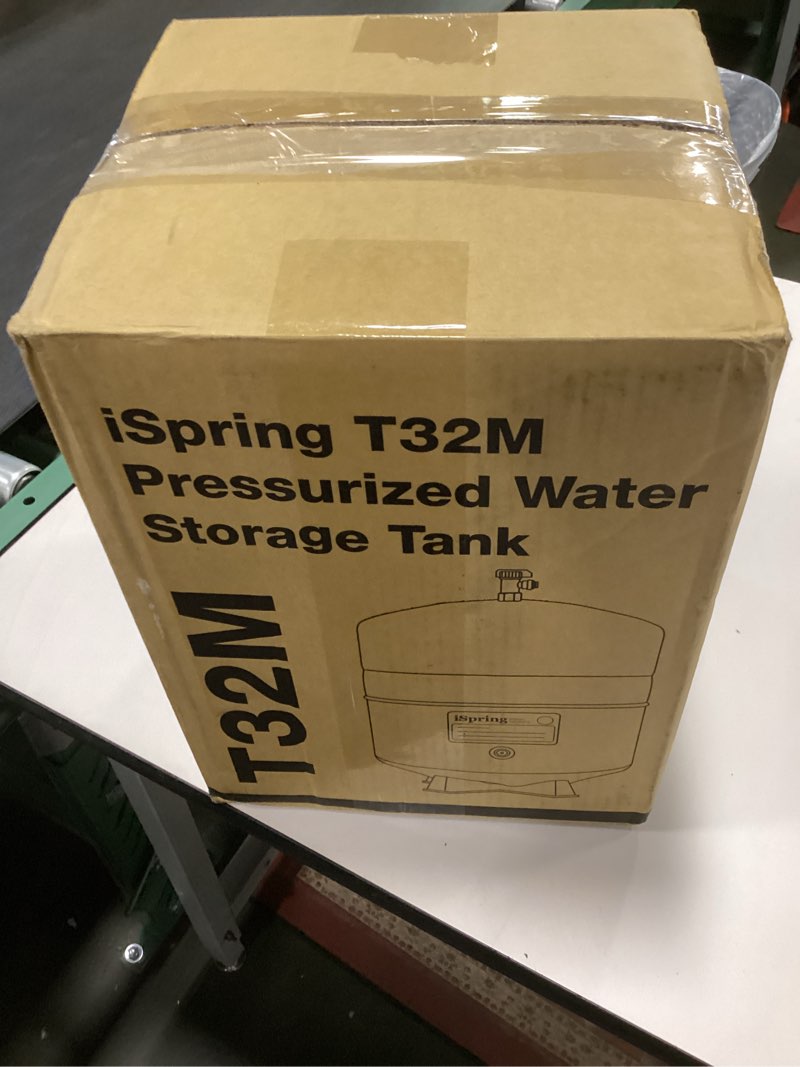 iSpring T32M
Pressurized Water
Storage Tank
T32M
iSpring